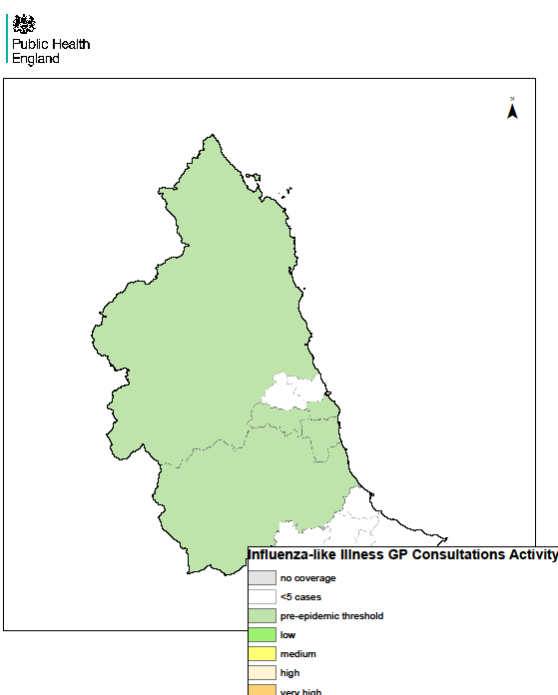 Public Health
England
N
Influenza-like Illness GP Consultations Activity
no coverage
<5 cases
pre-epidemic threshold
low
medium
high
very high